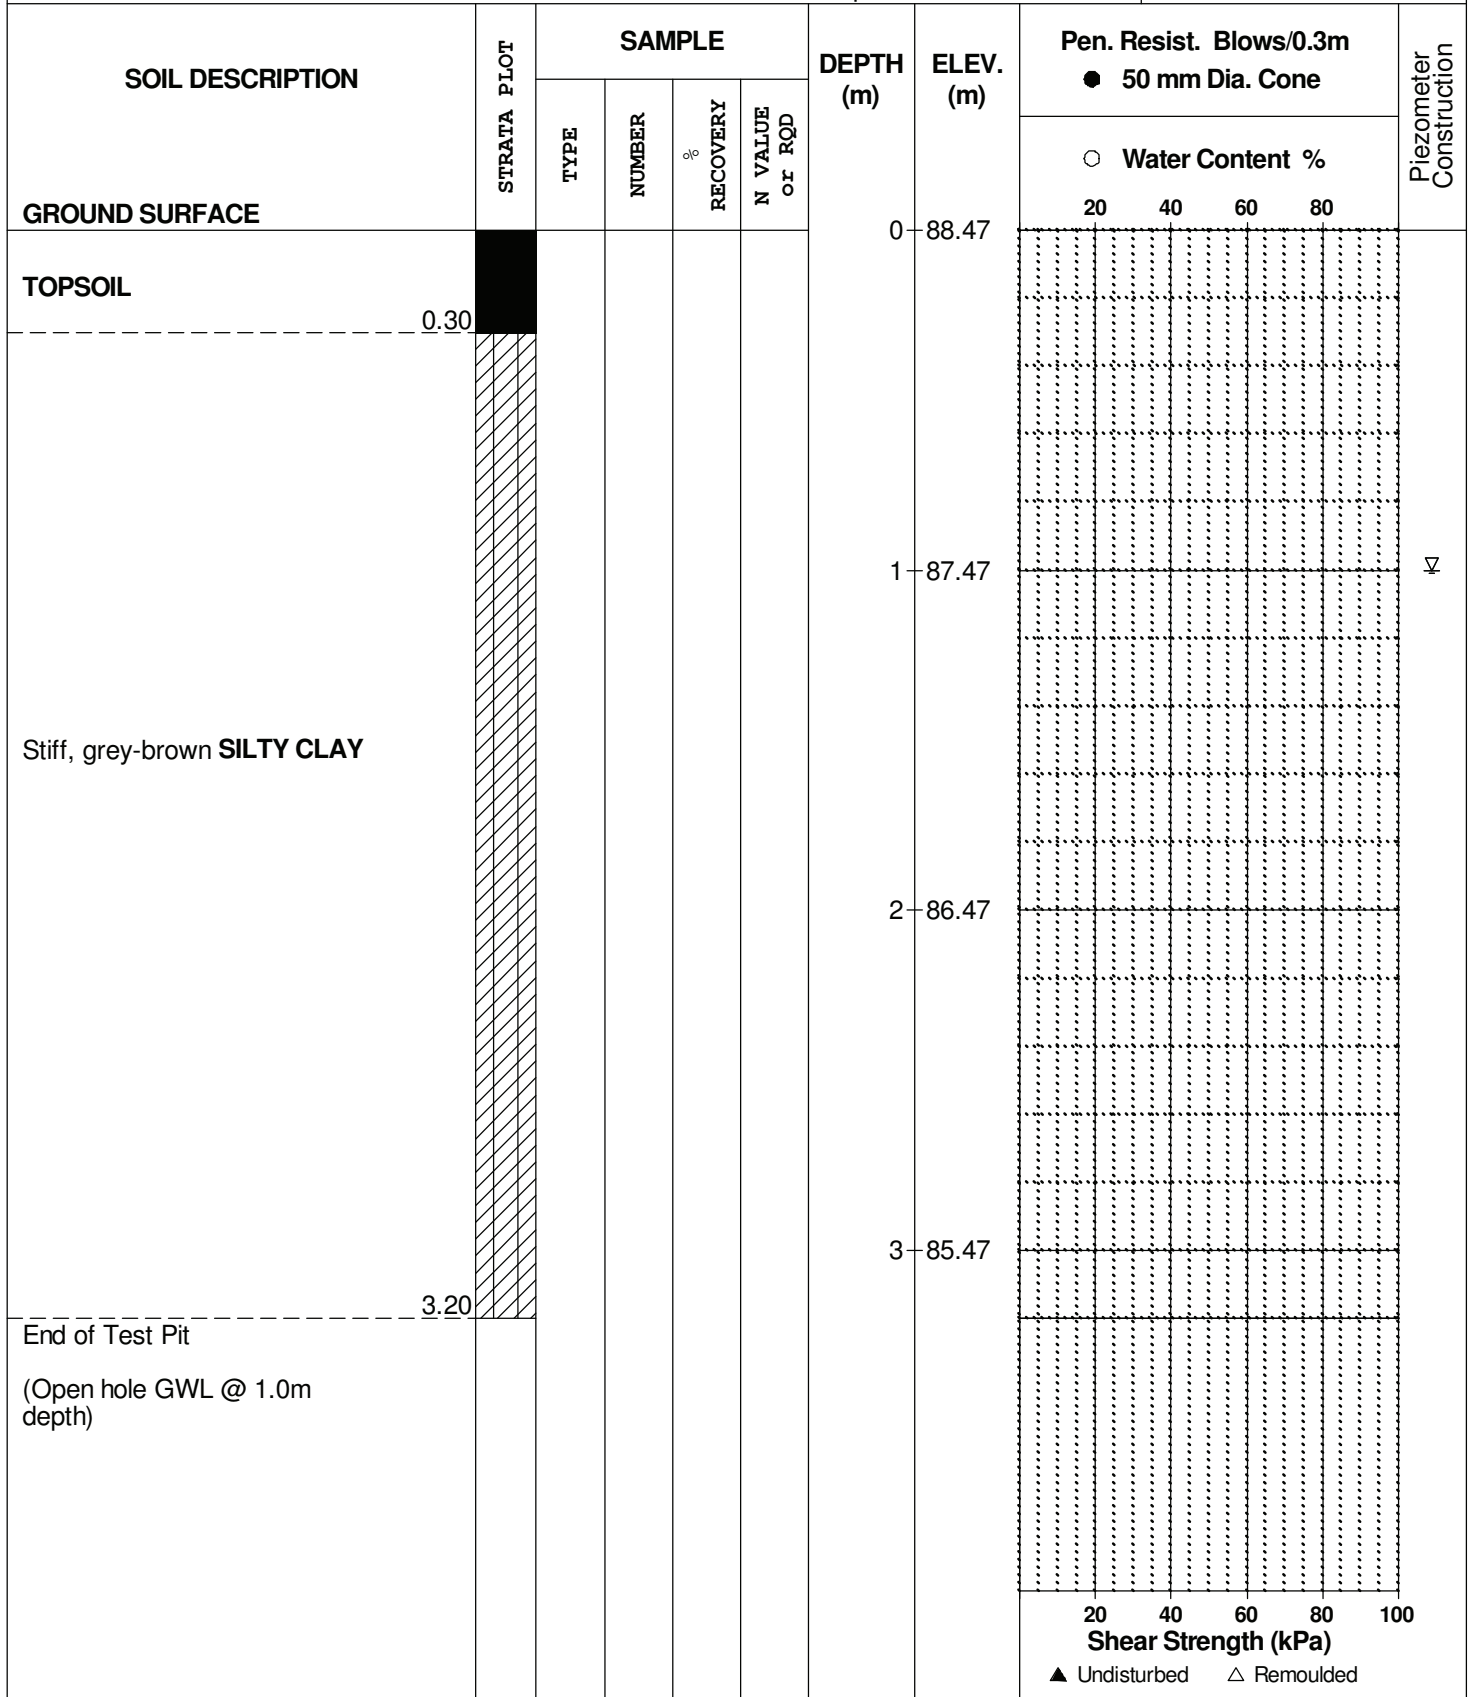 SOIL DESCRIPTION
GROUND SURFACE
STRATA PLOT
SAMPLE
TYPE
NUMBER
%
RECOVERY
N VALUE
or RQD
DEPTH
(m)
ELEV.
(m)
Pen. Resist. Blows/0.3m
● 50 mm Dia. Cone
○ Water Content %
20 40 60 80
Piezometer
Construction
0 88.47
TOPSOIL
0.30
1 87.47
Stiff, grey-brown SILTY CLAY
2 86.47
3 85.47
3.20
End of Test Pit
(Open hole GWL @ 1.0m
depth)
20 40 60 80 100
Shear Strength (kPa)
▲ Undisturbed △ Remoulded